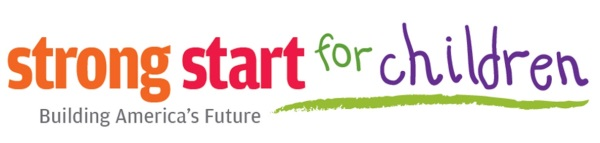 strong start for children
Building America's Future